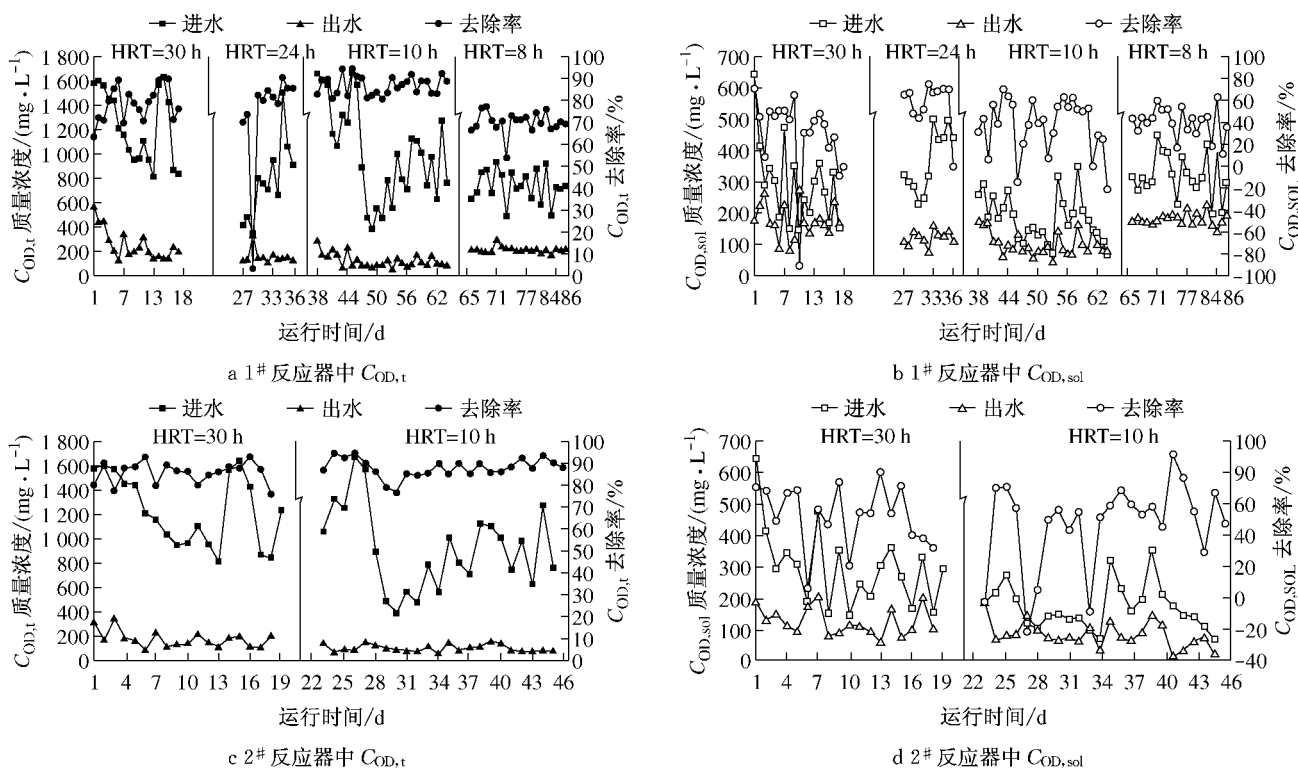 进水 出水 去除率
HRT=30 h HRT=24 h HRT=10 h HRT=8 h
C_OD,t 质量浓度/(mg·L⁻¹)
1 800
1 600
1 400
1 200
1 000
800
600
400
200
0
100
90
80
70
60
50
40
30
20
10
0
C_OD,t 去除率/%
1 7 13 18 27 33 36 38 44 50 56 62 65 71 77 84 86
运行时间/d
a 1# 反应器中 C_OD,t
进水 出水 去除率
HRT=30 h HRT=24 h HRT=10 h HRT=8 h
C_OD,sol 质量浓度/(mg·L⁻¹)
700
600
500
400
300
200
100
0
100
80
60
40
20
0
−20
−40
−60
−80
−100
C_OD,SOL 去除率/%
1 7 13 18 27 33 36 38 44 50 56 62 65 71 77 84 86
运行时间/d
b 1# 反应器中 C_OD,sol
进水 出水 去除率
HRT=30 h HRT=10 h
C_OD,t 质量浓度/(mg·L⁻¹)
1 800
1 600
1 400
1 200
1 000
800
600
400
200
0
100
90
80
70
60
50
40
30
20
10
0
C_OD,t 去除率/%
1 4 7 10 13 16 19 22 25 28 31 34 37 40 43 46
运行时间/d
c 2# 反应器中 C_OD,t
进水 出水 去除率
HRT=30 h HRT=10 h
C_OD,sol 质量浓度/(mg·L⁻¹)
700
600
500
400
300
200
100
0
100
80
60
40
20
0
−20
−40
C_OD,SOL 去除率/%
1 4 7 10 13 16 19 22 25 28 31 34 37 40 43 46
运行时间/d
d 2# 反应器中 C_OD,sol